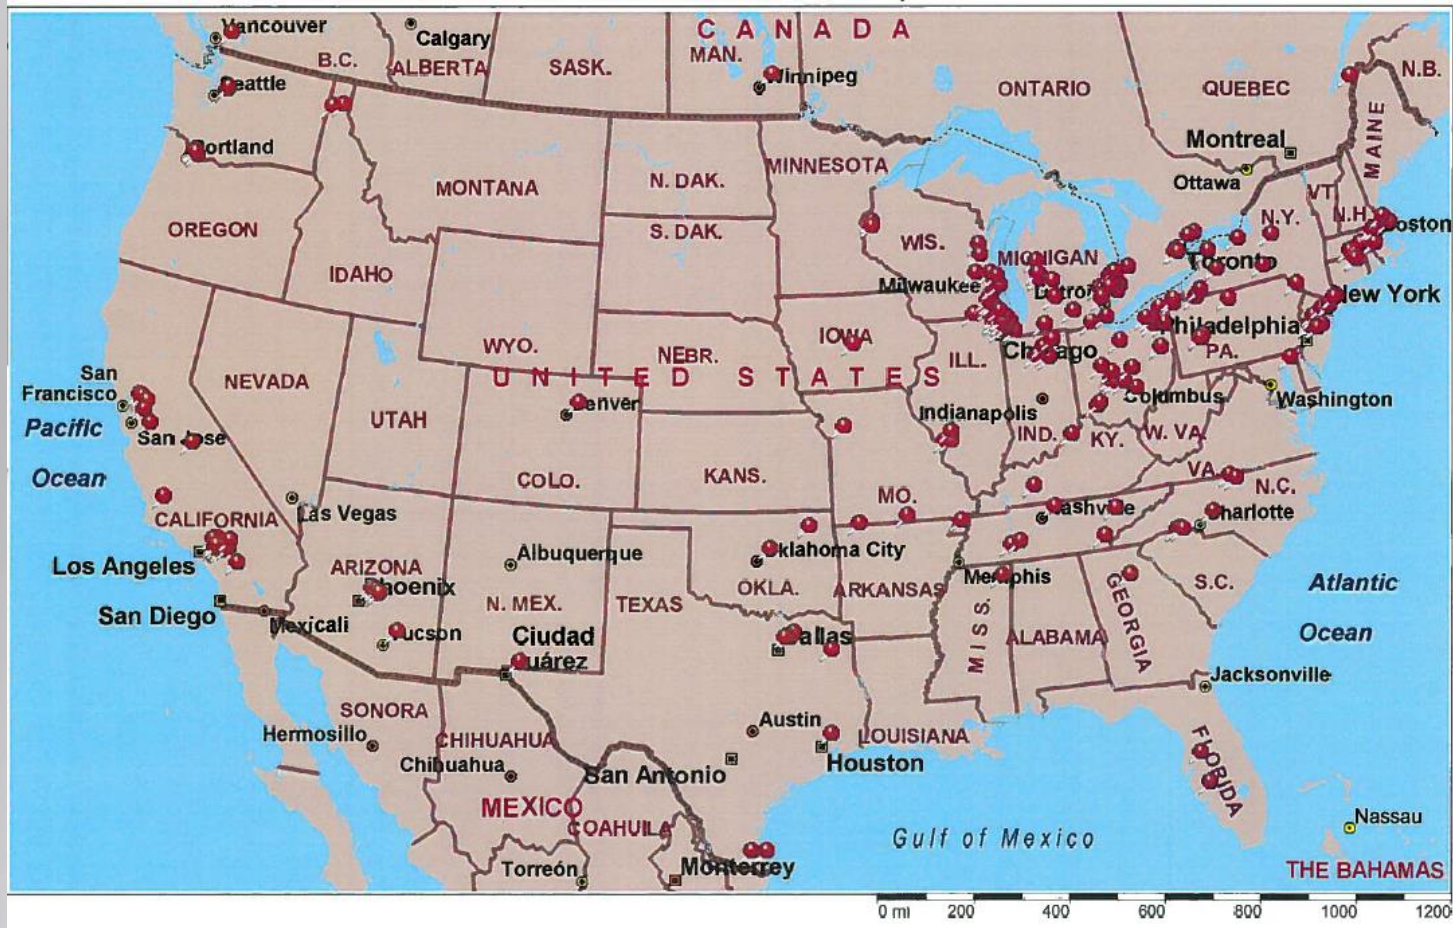 CANADA
Vancouver
Calgary
B.C.
ALBERTA
SASK.
MAN.
Winnipeg
ONTARIO
QUEBEC
N.B.
Seattle
Portland
Montreal
MAINE
Ottawa
VT.
N.H.
Boston
MONTANA
N. DAK.
MINNESOTA
OREGON
S. DAK.
WIS.
MICHIGAN
N.Y.
Toronto
IDAHO
Milwaukee
Detroit
New York
WYO.
NEBR.
IOWA
ILL.
Chicago
Philadelphia
PA.
UNITED STATES
San
Francisco
NEVADA
UTAH
Denver
Indianapolis
Columbus
Washington
Pacific
Ocean
San Jose
COLO.
KANS.
MO.
IND.
KY.
W. VA.
VA.
N.C.
Las Vegas
CALIFORNIA
Nashville
Charlotte
Los Angeles
ARIZONA
Phoenix
Albuquerque
N. MEX.
TEXAS
Oklahoma City
OKLA.
ARKANSAS
Memphis
MISS.
ALABAMA
GEORGIA
S.C.
Atlantic
Ocean
San Diego
Mexicali
Tucson
Ciudad
Juárez
Dallas
Jacksonville
SONORA
Hermosillo
CHIHUAHUA
Chihuahua
Austin
San Antonio
Houston
LOUISIANA
FLORIDA
MEXICO
COAHUILA
Gulf of Mexico
Nassau
Torreón
Monterrey
THE BAHAMAS
0 mi 200 400 600 800 1000 1200